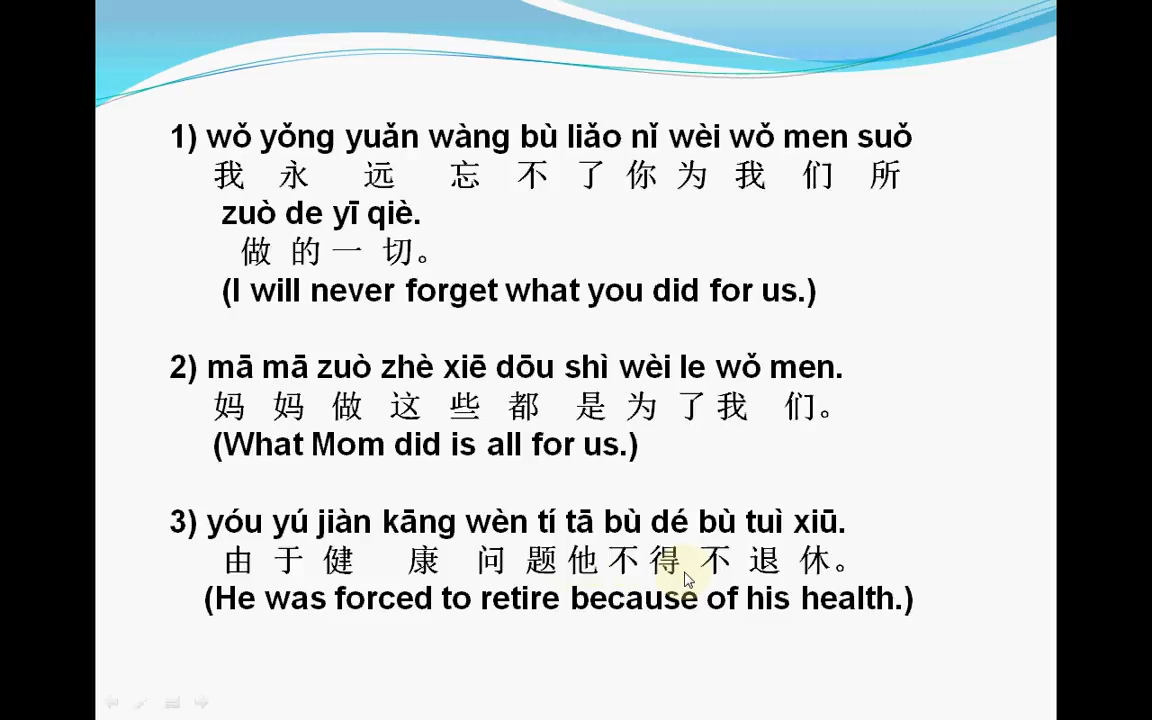 1) wǒ yǒng yuǎn wàng bù liǎo nǐ wèi wǒ men suǒ
我 永 远 忘 不 了 你 为 我 们 所
zuò de yī qiè.
做 的 一 切。
(I will never forget what you did for us.)
2) mā mā zuò zhè xiē dōu shì wèi le wǒ men.
妈 妈 做 这 些 都 是 为 了 我 们。
(What Mom did is all for us.)
3) yóu yú jiàn kāng wèn tí tā bù dé bù tuì xiū.
由 于 健 康 问 题 他 不 得 不 退 休。
(He was forced to retire because of his health.)